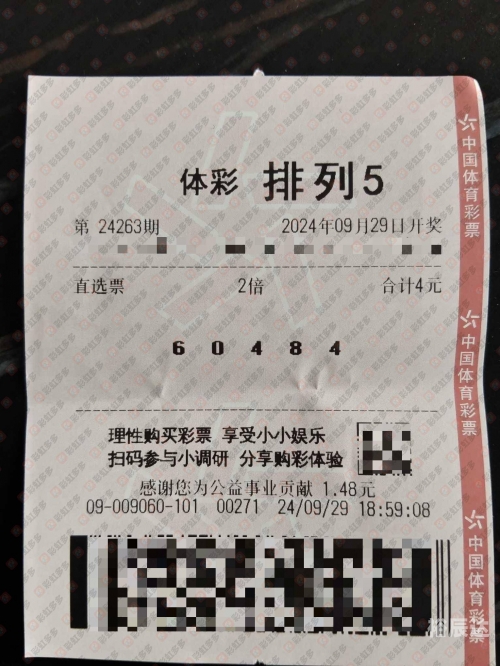 体彩 排列5
第 24263期 2024年09月29日开奖
直选票 2倍 合计4元
6 0 4 8 4
理性购买彩票 享受小小娱乐
扫码参与小调研 分享购彩体验
感谢您为公益事业贡献 1.48元
09-009060-101 00271 24/09/29 18:59:08
中国体育彩票
中国体育彩票
中国体育彩票